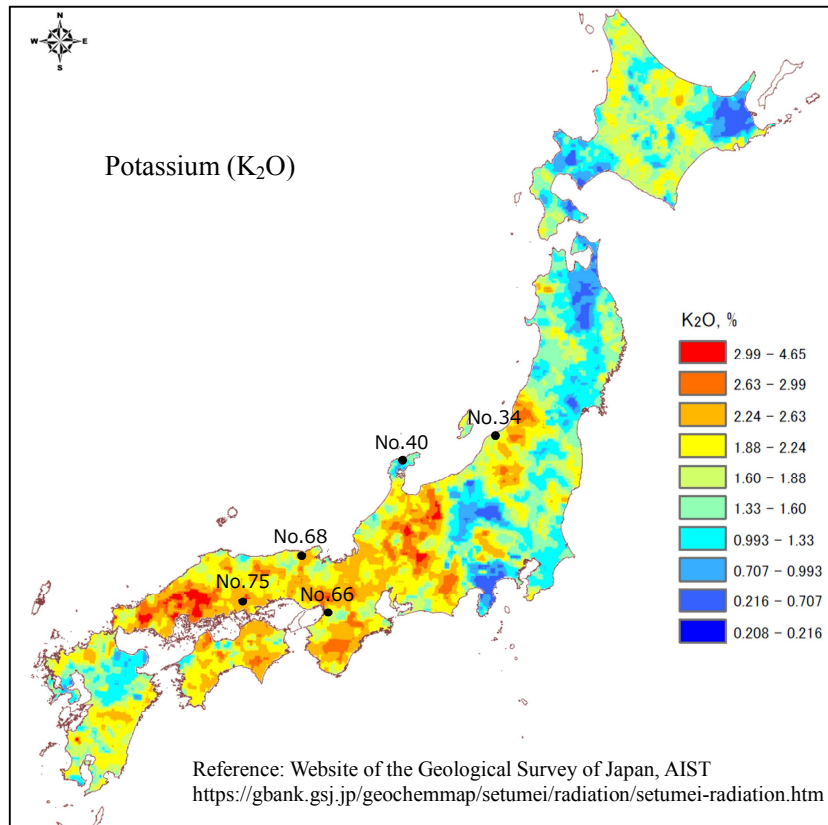 N
W E
S
Potassium (K₂O)
K₂O, %
2.99 – 4.65
2.63 – 2.99
2.24 – 2.63
1.88 – 2.24
1.60 – 1.88
1.33 – 1.60
0.993 – 1.33
0.707 – 0.993
0.216 – 0.707
0.208 – 0.216
No.34
No.40
No.68
No.75
No.66
Reference: Website of the Geological Survey of Japan, AIST
https://gbank.gsj.jp/geochemmap/setumei/radiation/setumei-radiation.htm